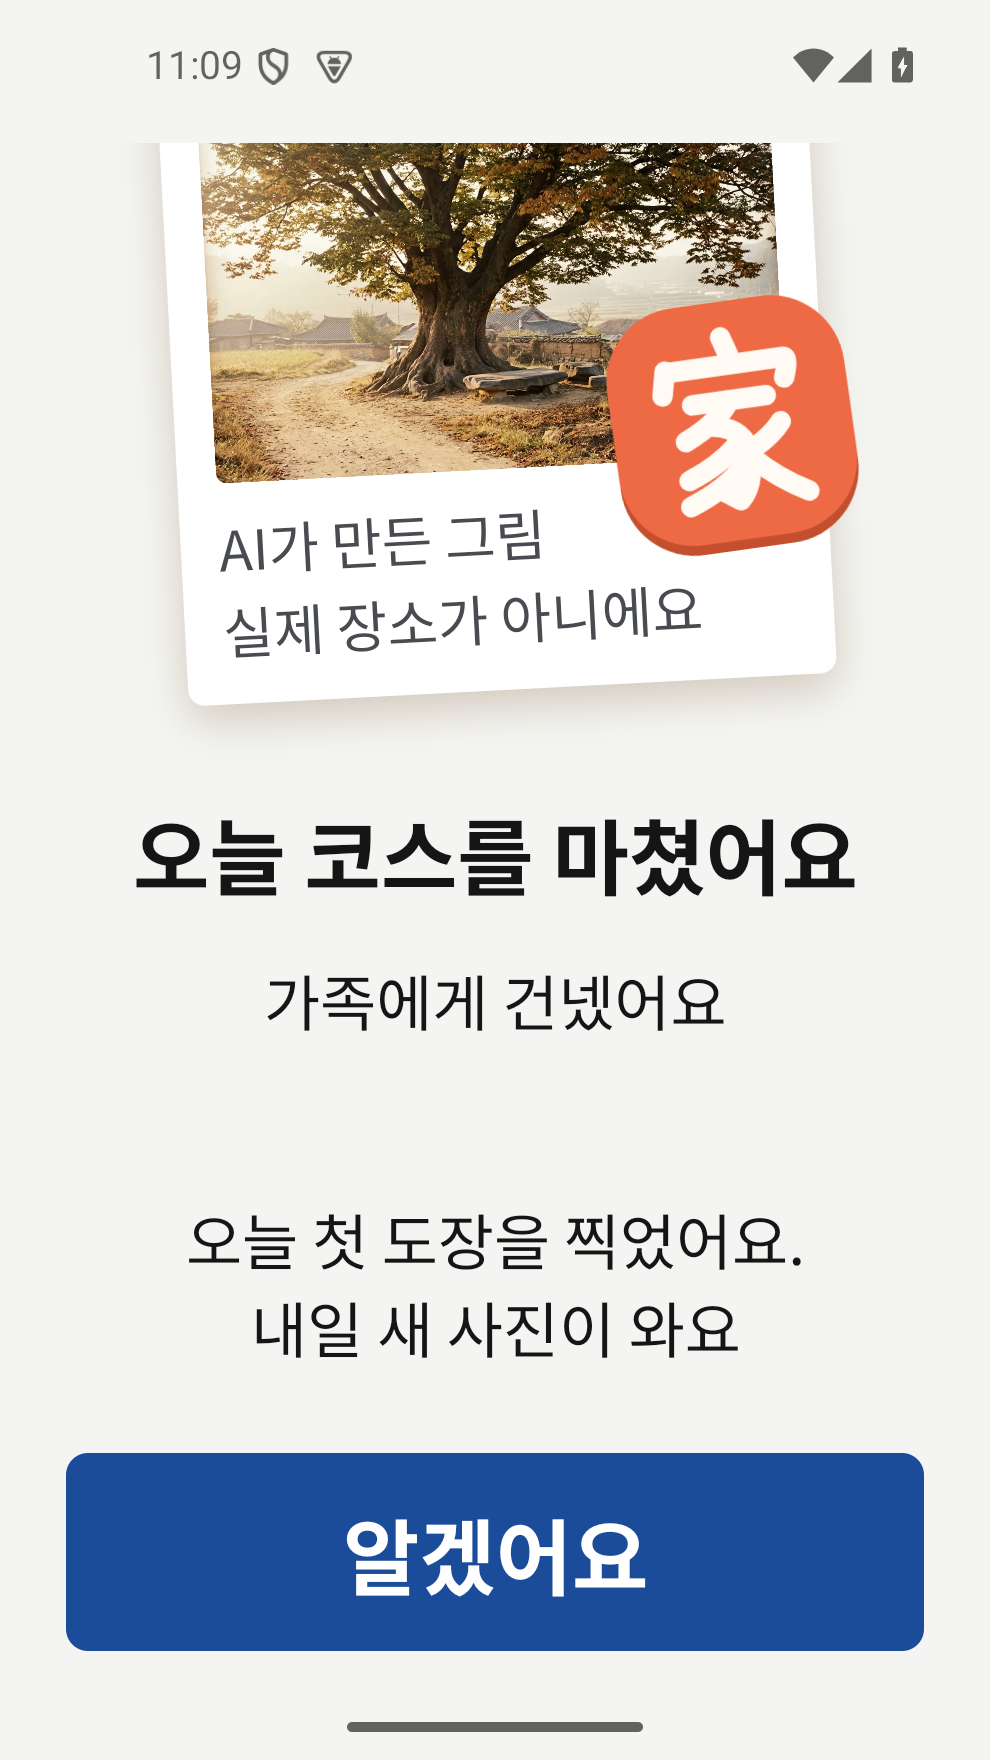 11:09
家
AI가 만든 그림
실제 장소가 아니에요
오늘 코스를 마쳤어요
가족에게 건넸어요
오늘 첫 도장을 찍었어요.
내일 새 사진이 와요
알겠어요